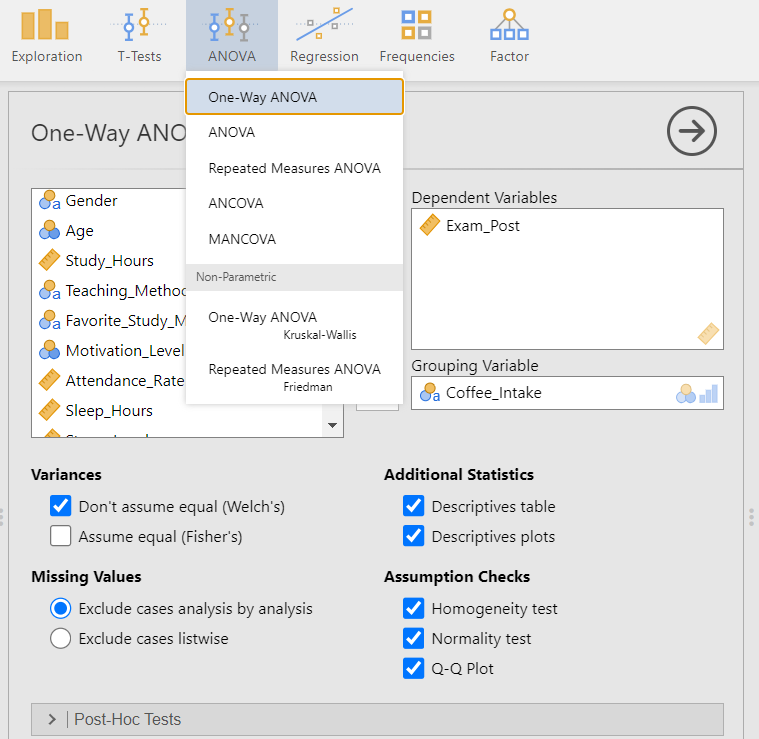 Exploration T-Tests ANOVA Regression Frequencies Factor
One-Way ANOVA
ANOVA
Repeated Measures ANOVA
ANCOVA
MANCOVA
Non-Parametric
One-Way ANOVA
Kruskal-Wallis
Repeated Measures ANOVA
Friedman
One-Way ANO
Gender
Age
Study_Hours
Teaching_Metho
Favorite_Study_M
Motivation_Level
Attendance_Rate
Sleep_Hours
Dependent Variables
Exam_Post
Grouping Variable
Coffee_Intake
Variances
Don't assume equal (Welch's)
Assume equal (Fisher's)
Missing Values
Exclude cases analysis by analysis
Exclude cases listwise
Additional Statistics
Descriptives table
Descriptives plots
Assumption Checks
Homogeneity test
Normality test
Q-Q Plot
Post-Hoc Tests